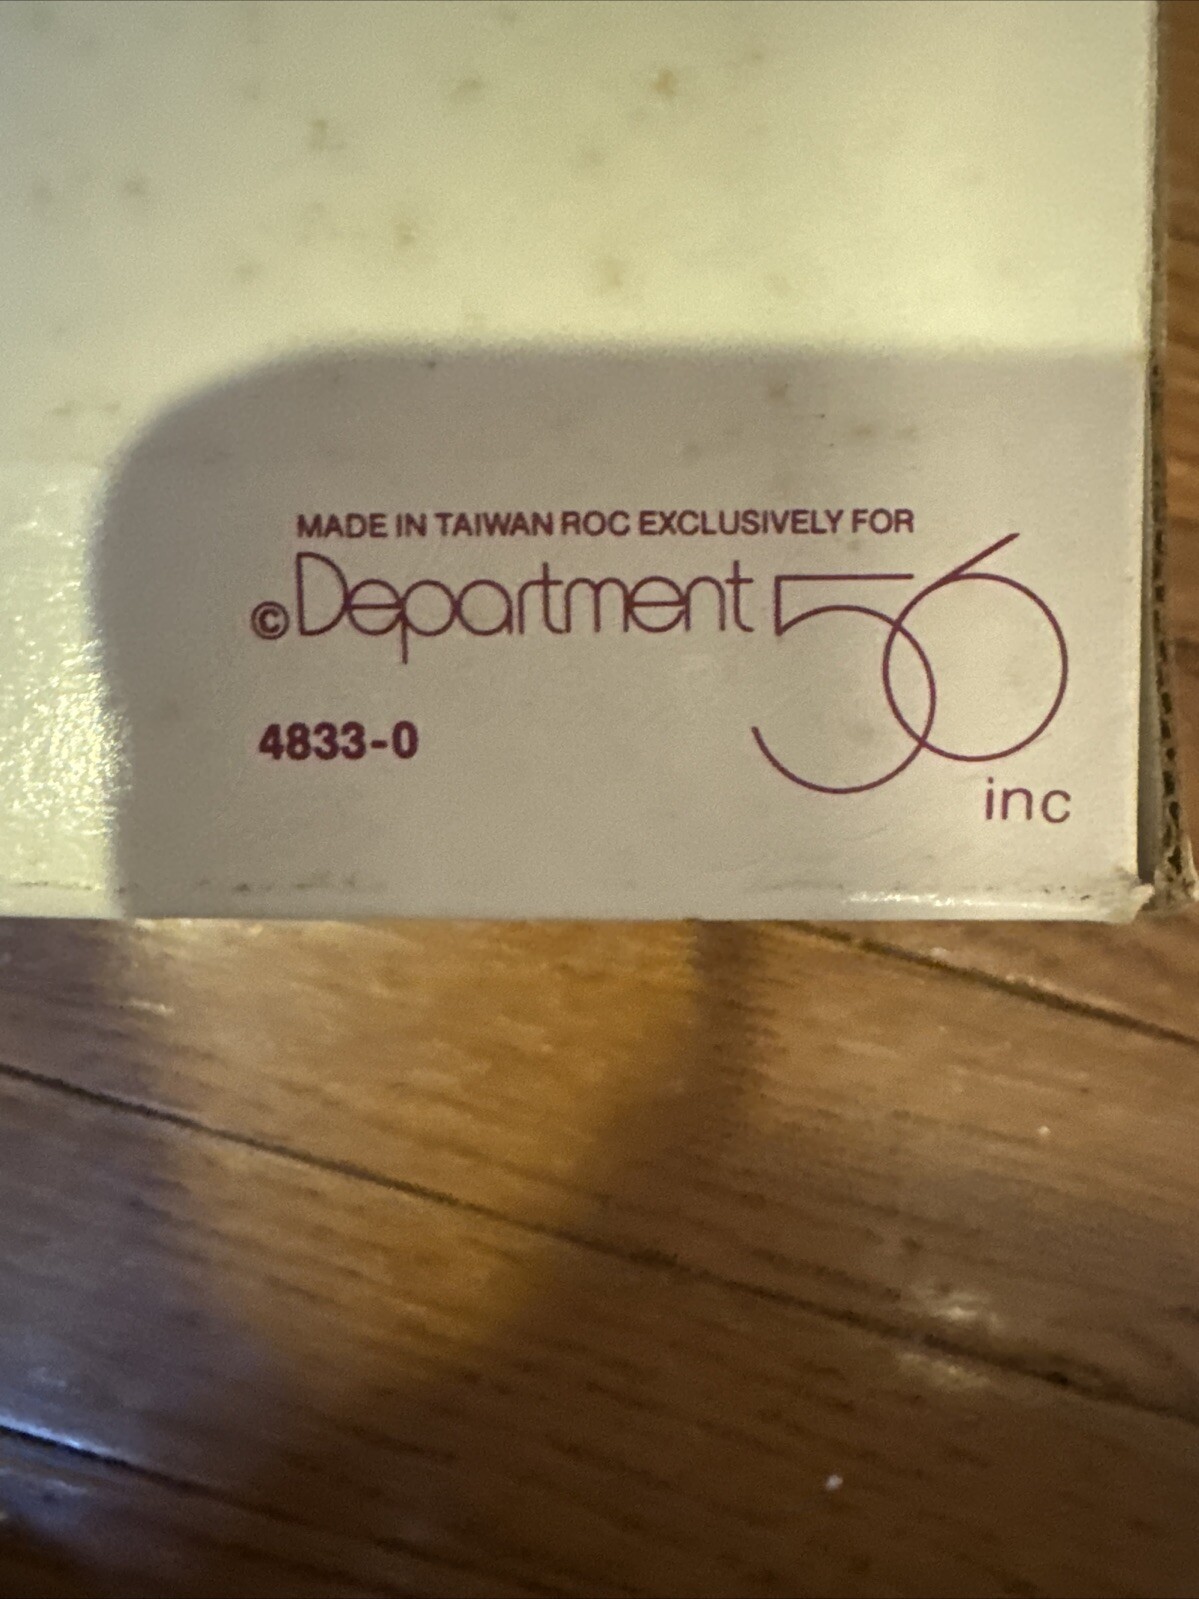 MADE IN TAIWAN ROC EXCLUSIVELY FOR
©Department 56
inc
4833-0